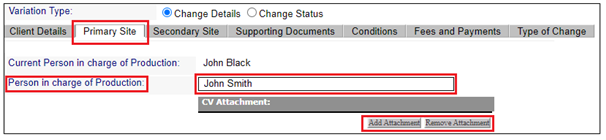 Variation Type: Change Details Change Status
Client Details Primary Site Secondary Site Supporting Documents Conditions Fees and Payments Type of Change
Current Person in charge of Production: John Black
Person in charge of Production: John Smith
CV Attachment:
Add Attachment Remove Attachment